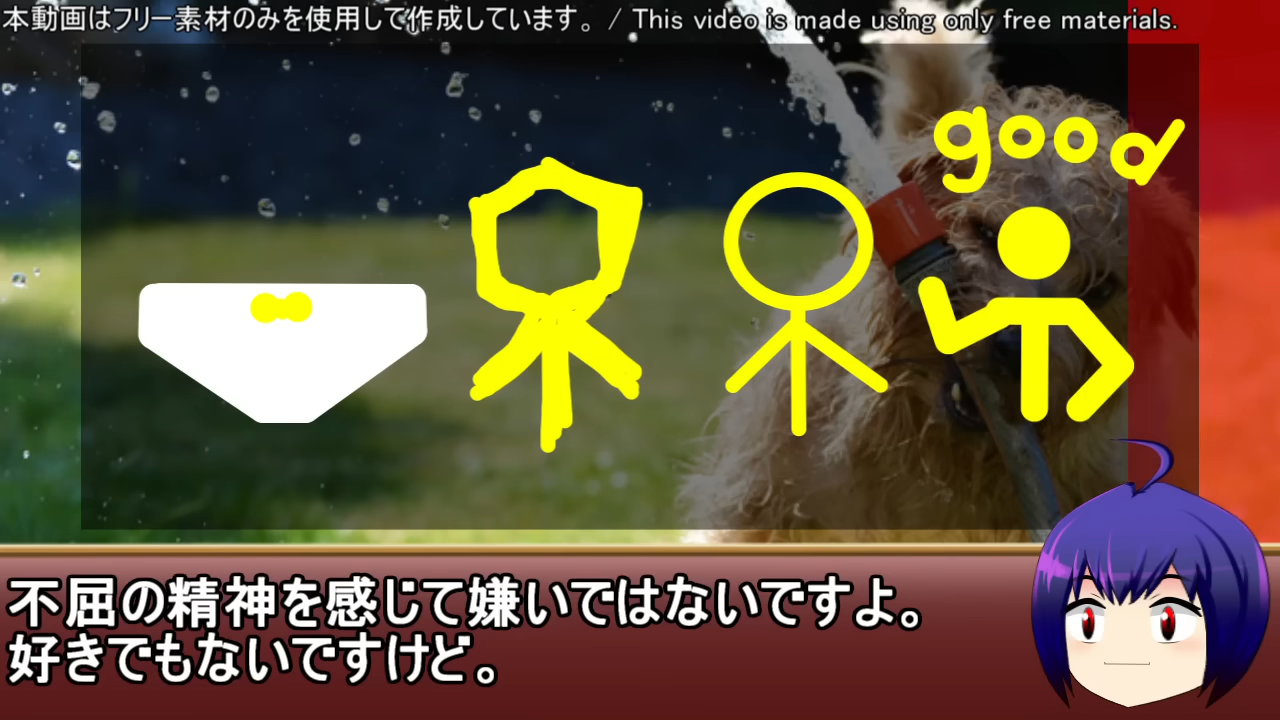 本動画はフリー素材のみを使用して作成しています。 / This video is made using only free materials.
good
不屈の精神を感じて嫌いではないですよ。
好きでもないですけど。